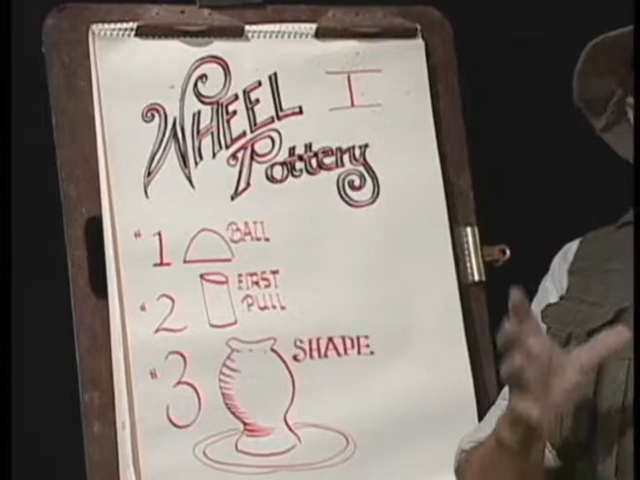 WHEEL I
Pottery
"1 BALL
"2 FIRST
PULL
"3 SHAPE